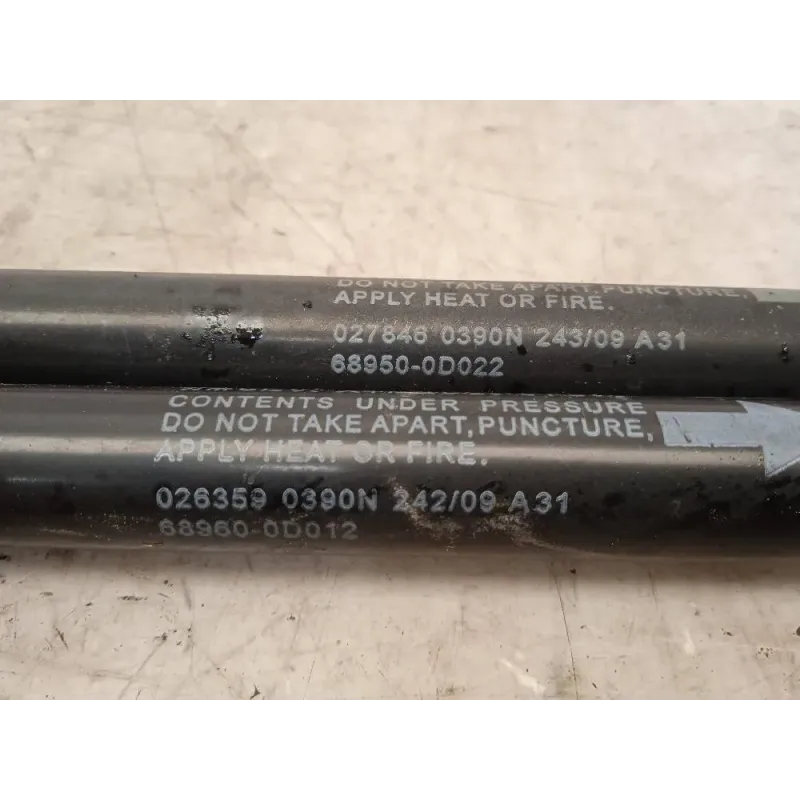 DO NOT TAKE APART, PUNCTURE,
APPLY HEAT OR FIRE.
027846 0390N 243/09 A31
68950-0D022
CONTENTS UNDER PRESSURE
DO NOT TAKE APART, PUNCTURE,
APPLY HEAT OR FIRE.
026359 0390N 242/09 A31
68960-0D012